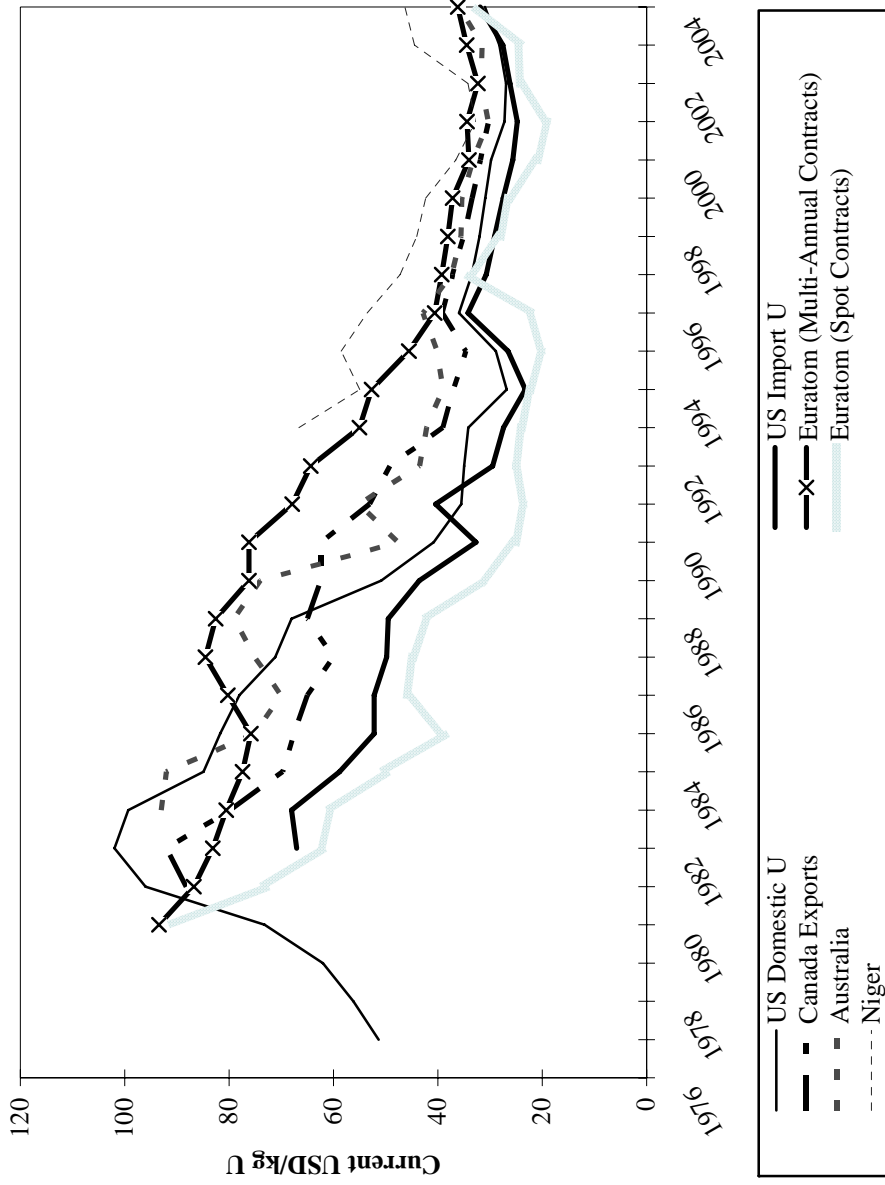 120
100
80
60
40
20
0
Current USD/kg U
1976
1978
1980
1982
1984
1986
1988
1990
1992
1994
1996
1998
2000
2002
2004
US Domestic U
Canada Exports
Australia
Niger
US Import U
Euratom (Multi-Annual Contracts)
Euratom (Spot Contracts)